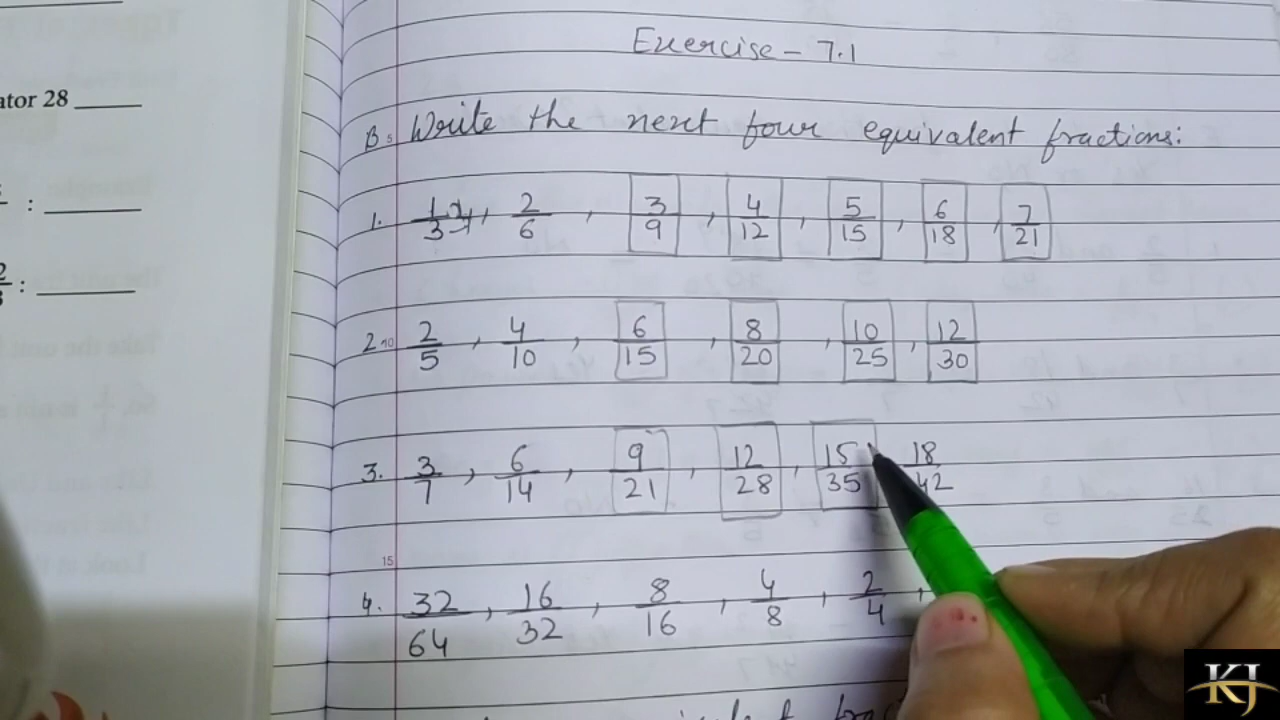 ator 28
:
:
Exercise - 7.1
B. Write the next four equivalent fractions:
1. 1/3, 2/6, 3/9, 4/12, 5/15, 6/18, 7/21
2. 2/5, 4/10, 6/15, 8/20, 10/25, 12/30
3. 3/7, 6/14, 9/21, 12/28, 15/35, 18/42
15
4. 32/64, 16/32, 8/16, 4/8, 2/4,
KJ